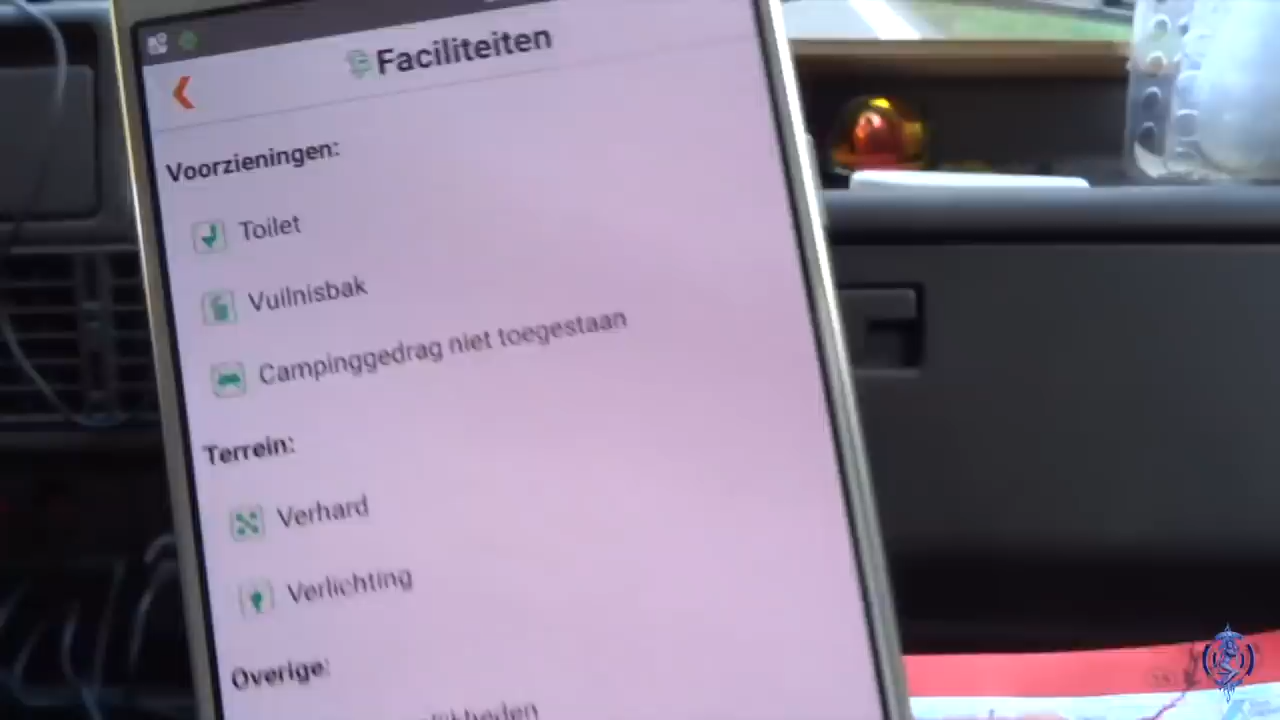 Faciliteiten
Voorzieningen:
Toilet
Vuilnisbak
Campinggedrag niet toegestaan
Terrein:
Verhard
Verlichting
Overige: